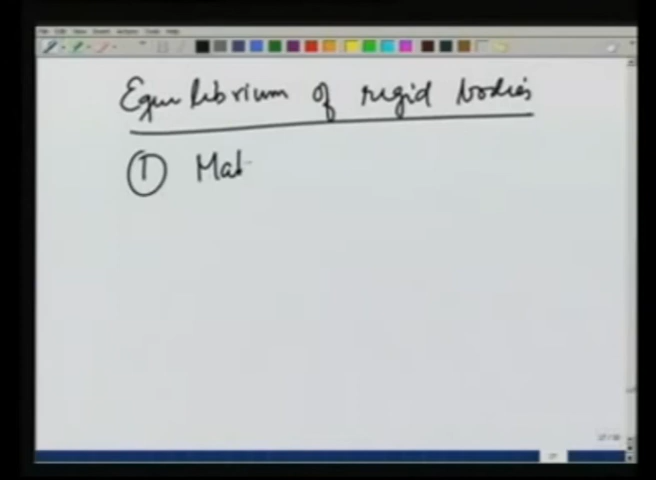 Equilibrium of rigid bodies
① Mat